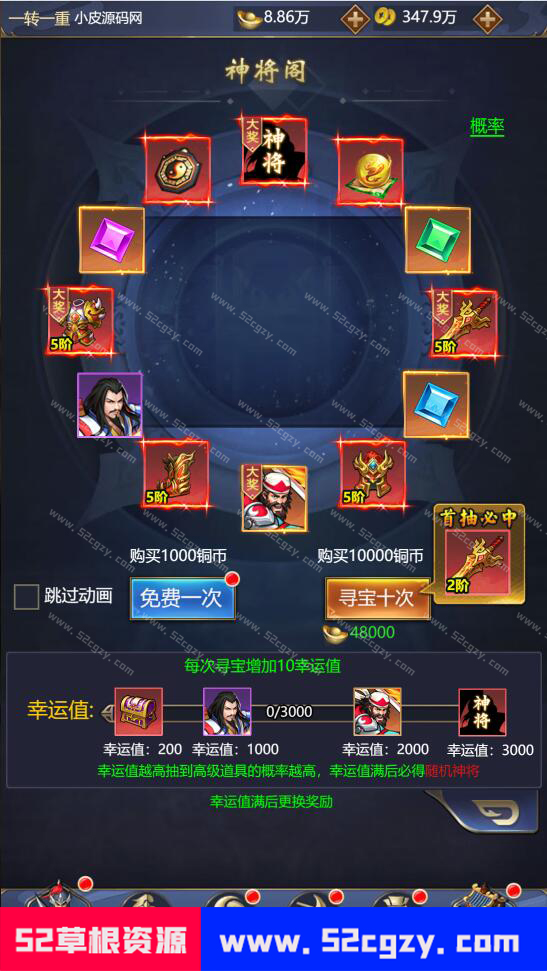 一转一重 小皮源码网 8.86万 347.9万
神将阁
概率
大奖 神将
大奖 5阶
大奖 5阶
5阶
大奖
5阶
首抽必中
2阶
购买1000铜币 购买10000铜币
跳过动画 免费一次 寻宝十次
48000
每次寻宝增加10幸运值
幸运值: 0/3000 神将
幸运值: 200 幸运值: 1000 幸运值: 2000 幸运值: 3000
幸运值越高抽到高级道具的概率越高，幸运值满后必得随机神将
幸运值满后更换奖励
www.52cgzy.com
52草根资源 www.52cgzy.com